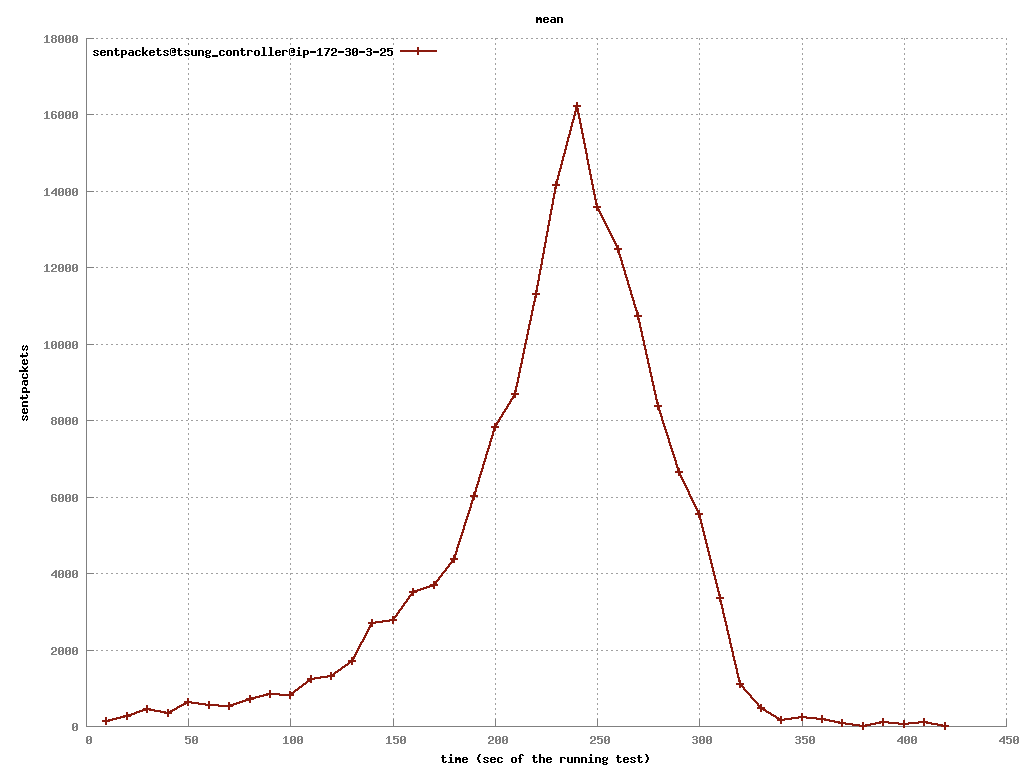 mean
18000
sentpackets@tsung_controller@ip-172-30-3-25
16000
14000
12000
10000
sentpackets
8000
6000
4000
2000
0
0 50 100 150 200 250 300 350 400 450
time (sec of the running test)